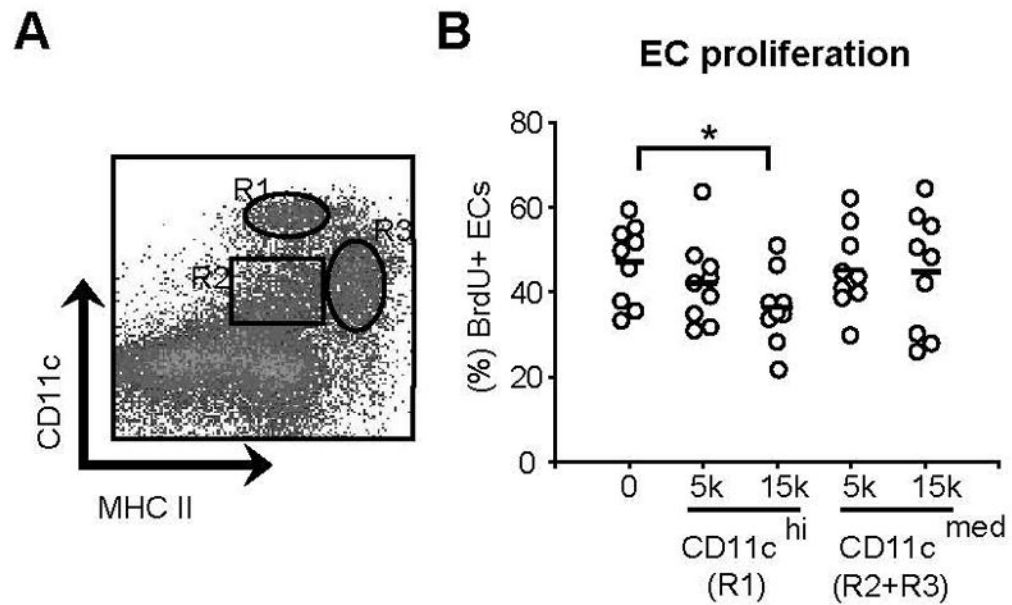 A
R1
R3
R2
CD11c
MHC II
B
EC proliferation
*
(%) BrdU+ ECs
80
60
40
20
0
0 5k 15k 5k 15k
CD11c hi CD11c med
(R1) (R2+R3)